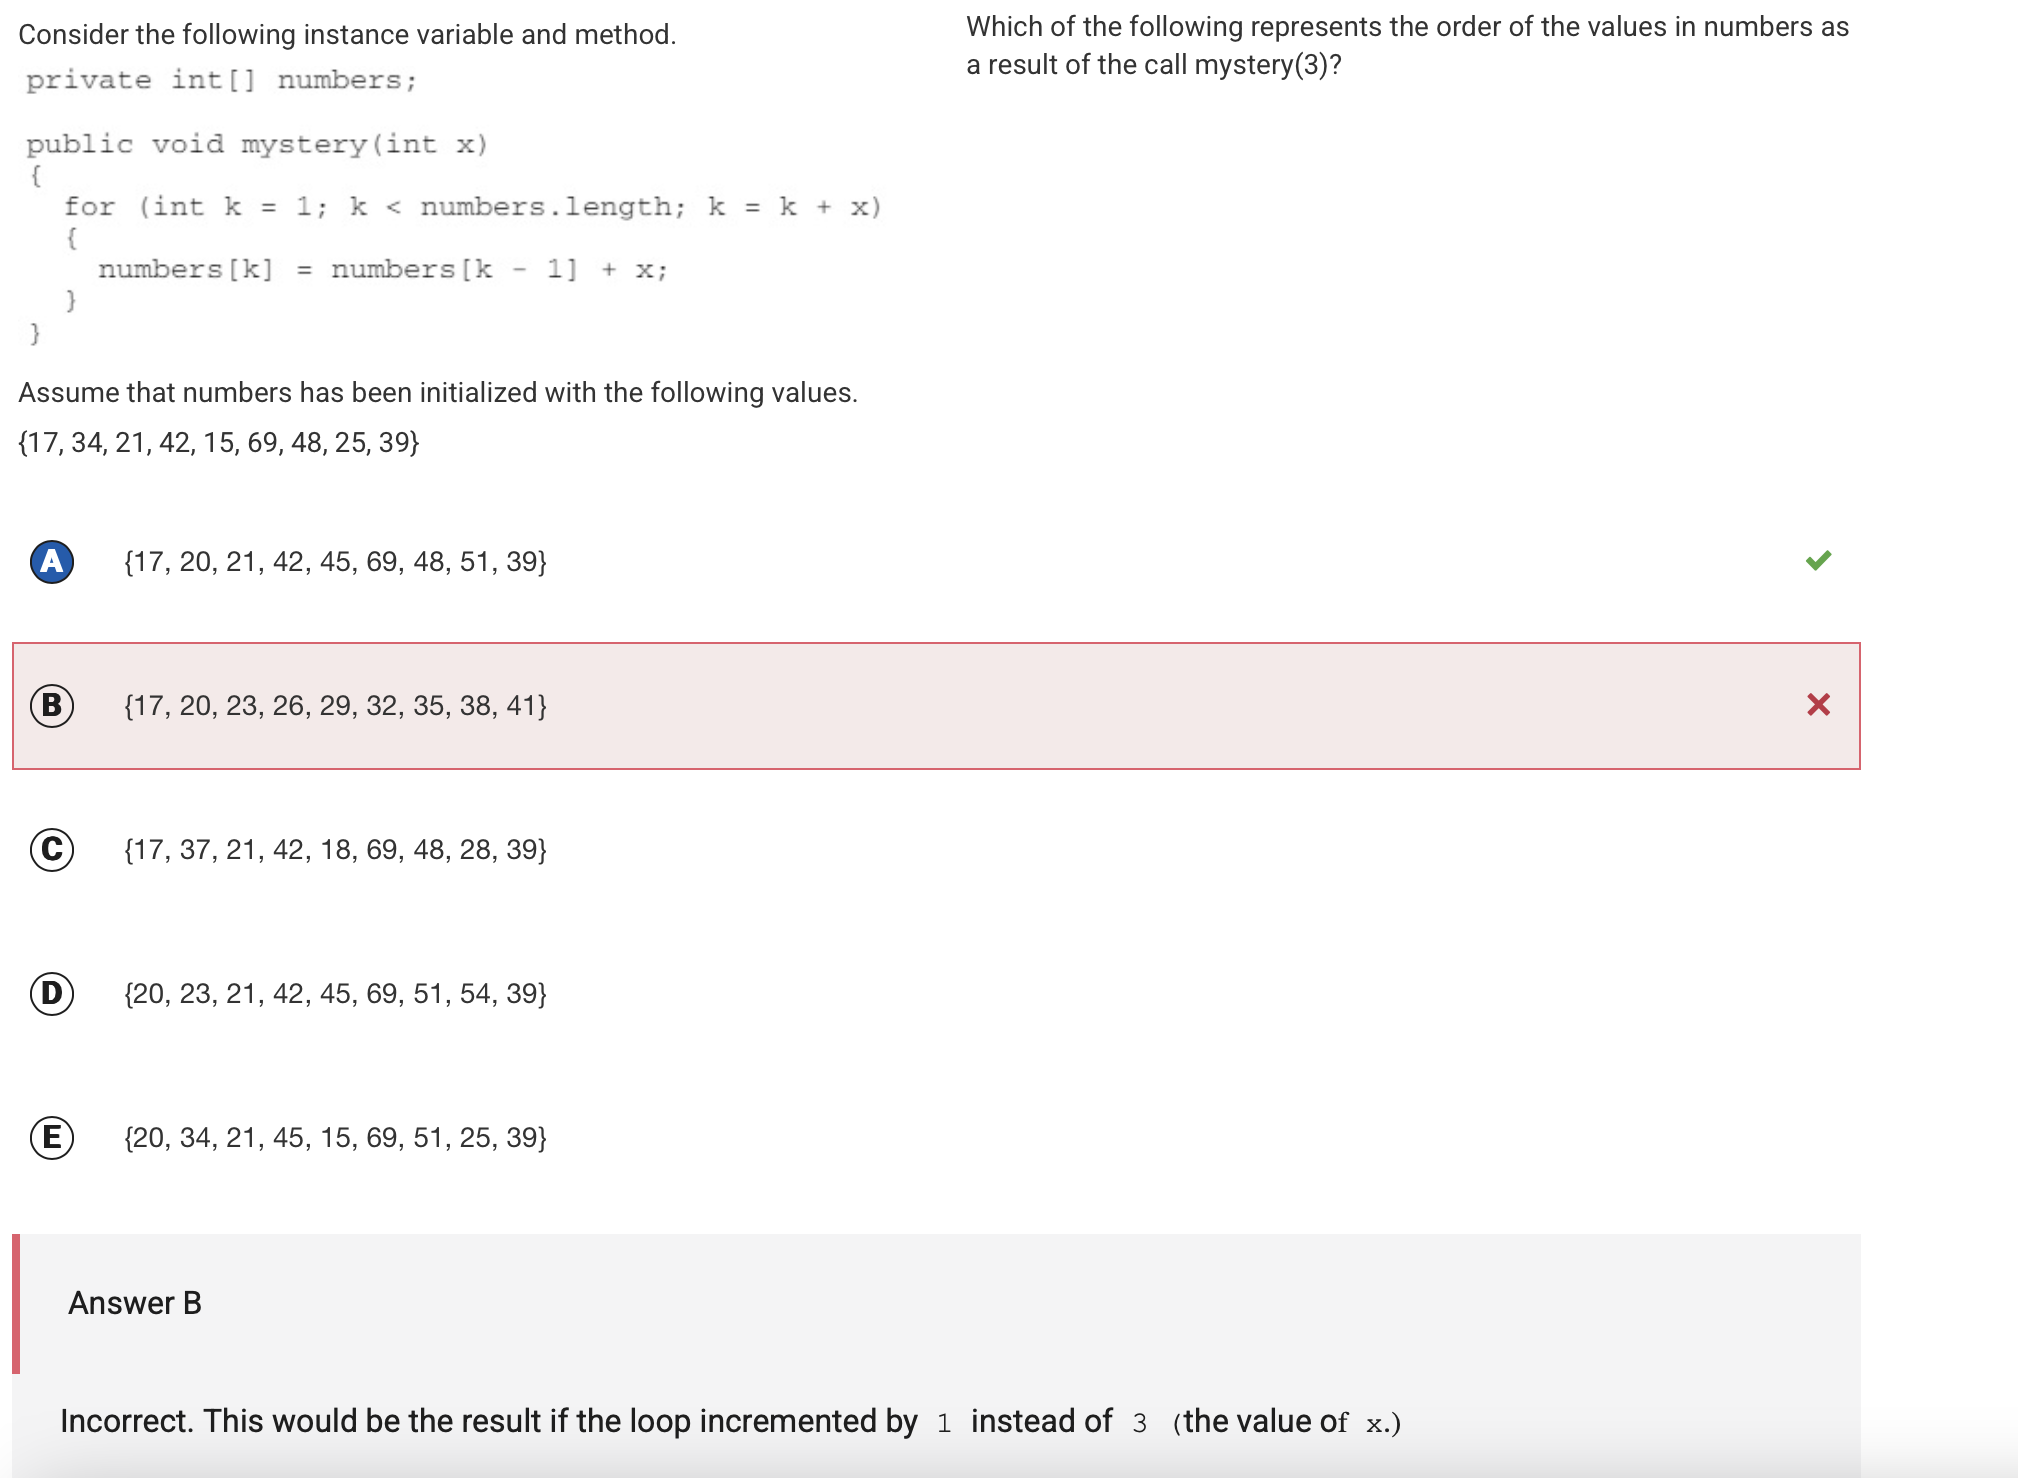 Consider the following instance variable and method.
private int[] numbers;
public void mystery(int x)
{
for (int k = 1; k < numbers.length; k = k + x)
{
numbers[k] = numbers[k - 1] + x;
}
}
Assume that numbers has been initialized with the following values.
{17, 34, 21, 42, 15, 69, 48, 25, 39}
Which of the following represents the order of the values in numbers as
a result of the call mystery(3)?
A {17, 20, 21, 42, 45, 69, 48, 51, 39}
B {17, 20, 23, 26, 29, 32, 35, 38, 41}
C {17, 37, 21, 42, 18, 69, 48, 28, 39}
D {20, 23, 21, 42, 45, 69, 51, 54, 39}
E {20, 34, 21, 45, 15, 69, 51, 25, 39}
Answer B
Incorrect. This would be the result if the loop incremented by 1 instead of 3 (the value of x.)